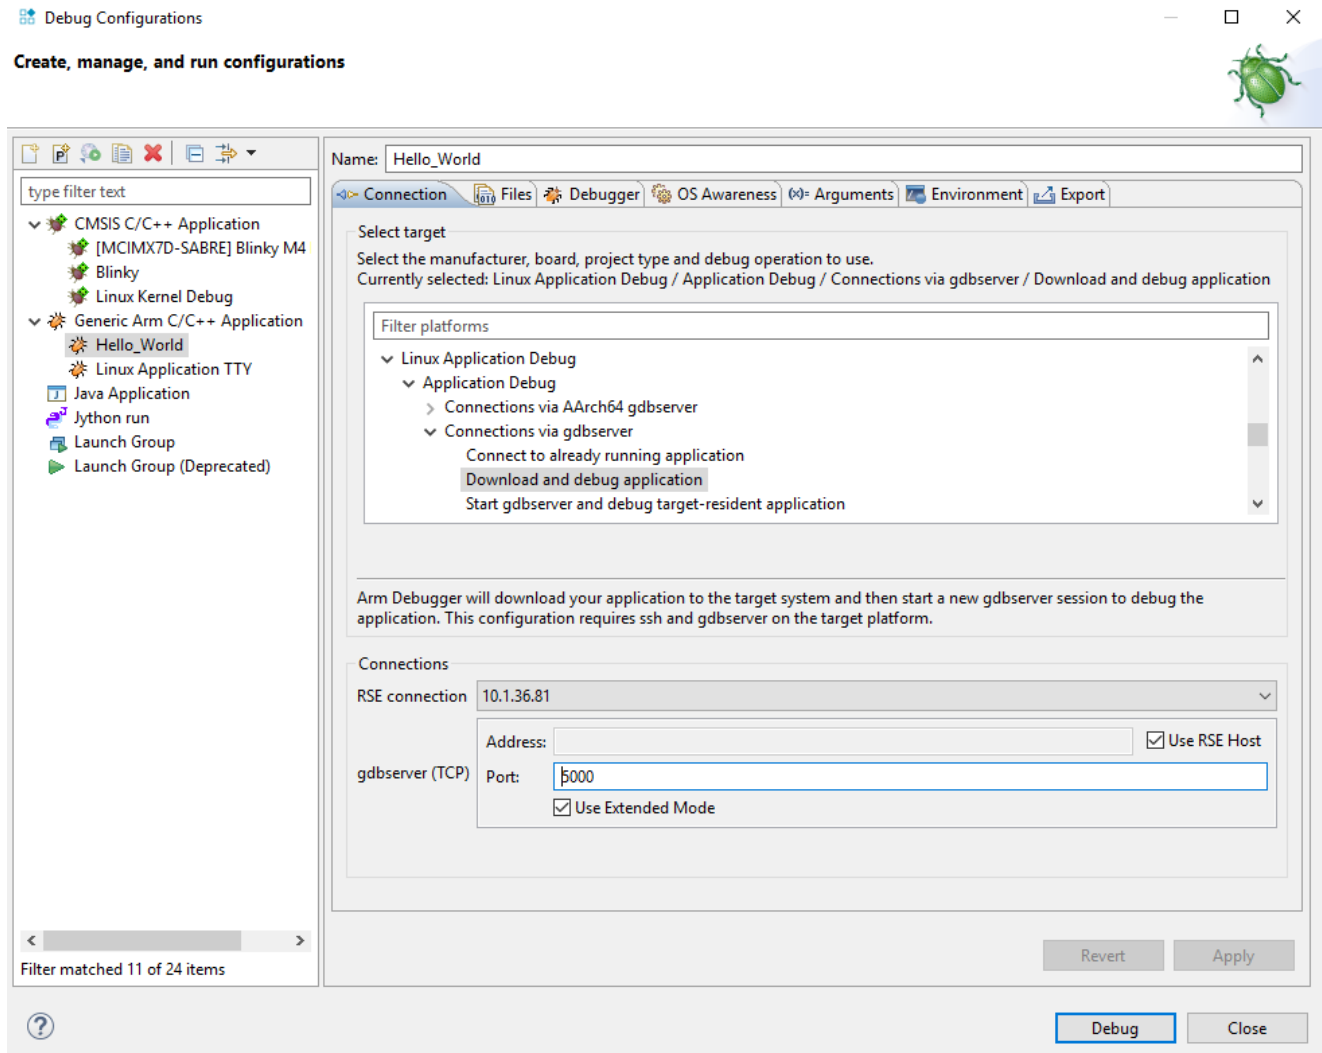 Debug Configurations
Create, manage, and run configurations
type filter text
CMSIS C/C++ Application
[MCIMX7D-SABRE] Blinky M4
Blinky
Linux Kernel Debug
Generic Arm C/C++ Application
Hello_World
Linux Application TTY
Java Application
Jython run
Launch Group
Launch Group (Deprecated)
Filter matched 11 of 24 items
Name: Hello_World
Connection Files Debugger OS Awareness (x)= Arguments Environment Export
Select target
Select the manufacturer, board, project type and debug operation to use.
Currently selected: Linux Application Debug / Application Debug / Connections via gdbserver / Download and debug application
Filter platforms
Linux Application Debug
Application Debug
Connections via AArch64 gdbserver
Connections via gdbserver
Connect to already running application
Download and debug application
Start gdbserver and debug target-resident application
Arm Debugger will download your application to the target system and then start a new gdbserver session to debug the
application. This configuration requires ssh and gdbserver on the target platform.
Connections
RSE connection 10.1.36.81
Address: Use RSE Host
gdbserver (TCP) Port: 5000
Use Extended Mode
Revert Apply
Debug Close